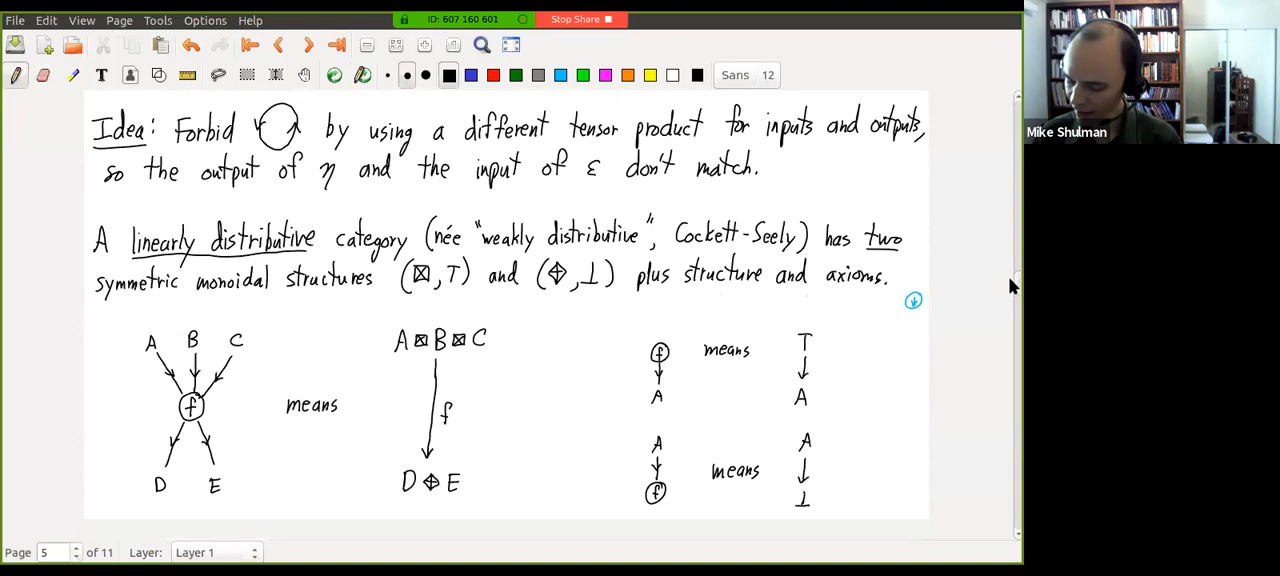 File Edit View Page Tools Options Help
ID: 607 160 601 Stop Share
Sans 12
Mike Shulman
Idea: Forbid by using a different tensor product for inputs and outputs,
so the output of η and the input of ε don't match.
A linearly distributive category (née "weakly distributive", Cockett-Seely) has two
symmetric monoidal structures (⊠, ⊤) and (⟠, ⊥) plus structure and axioms.
A B C
f
D E
means
A ⊠ B ⊠ C
f
D ⟠ E
f means ⊤
A A
A A
f means ⊥
Page 5 of 11 Layer: Layer 1